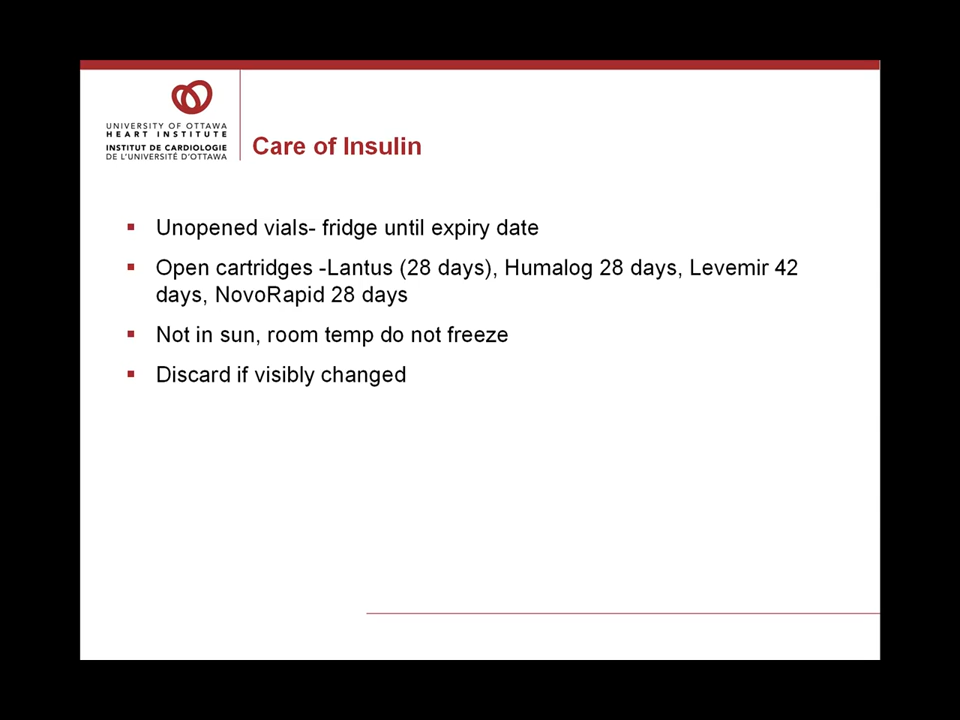 UNIVERSITY OF OTTAWA
HEART INSTITUTE
INSTITUT DE CARDIOLOGIE
DE L'UNIVERSITÉ D'OTTAWA
Care of Insulin
Unopened vials- fridge until expiry date
Open cartridges -Lantus (28 days), Humalog 28 days, Levemir 42
days, NovoRapid 28 days
Not in sun, room temp do not freeze
Discard if visibly changed